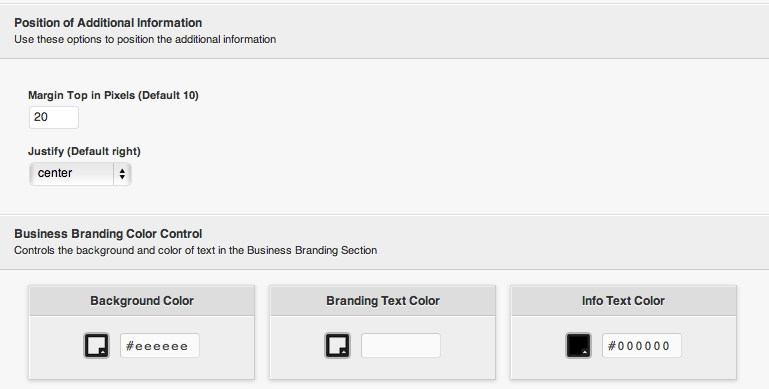 Position of Additional Information
Use these options to position the additional information
Margin Top in Pixels (Default 10)
20
Justify (Default right)
center
Business Branding Color Control
Controls the background and color of text in the Business Branding Section
Background Color
Branding Text Color
Info Text Color
#eeeeee
#000000